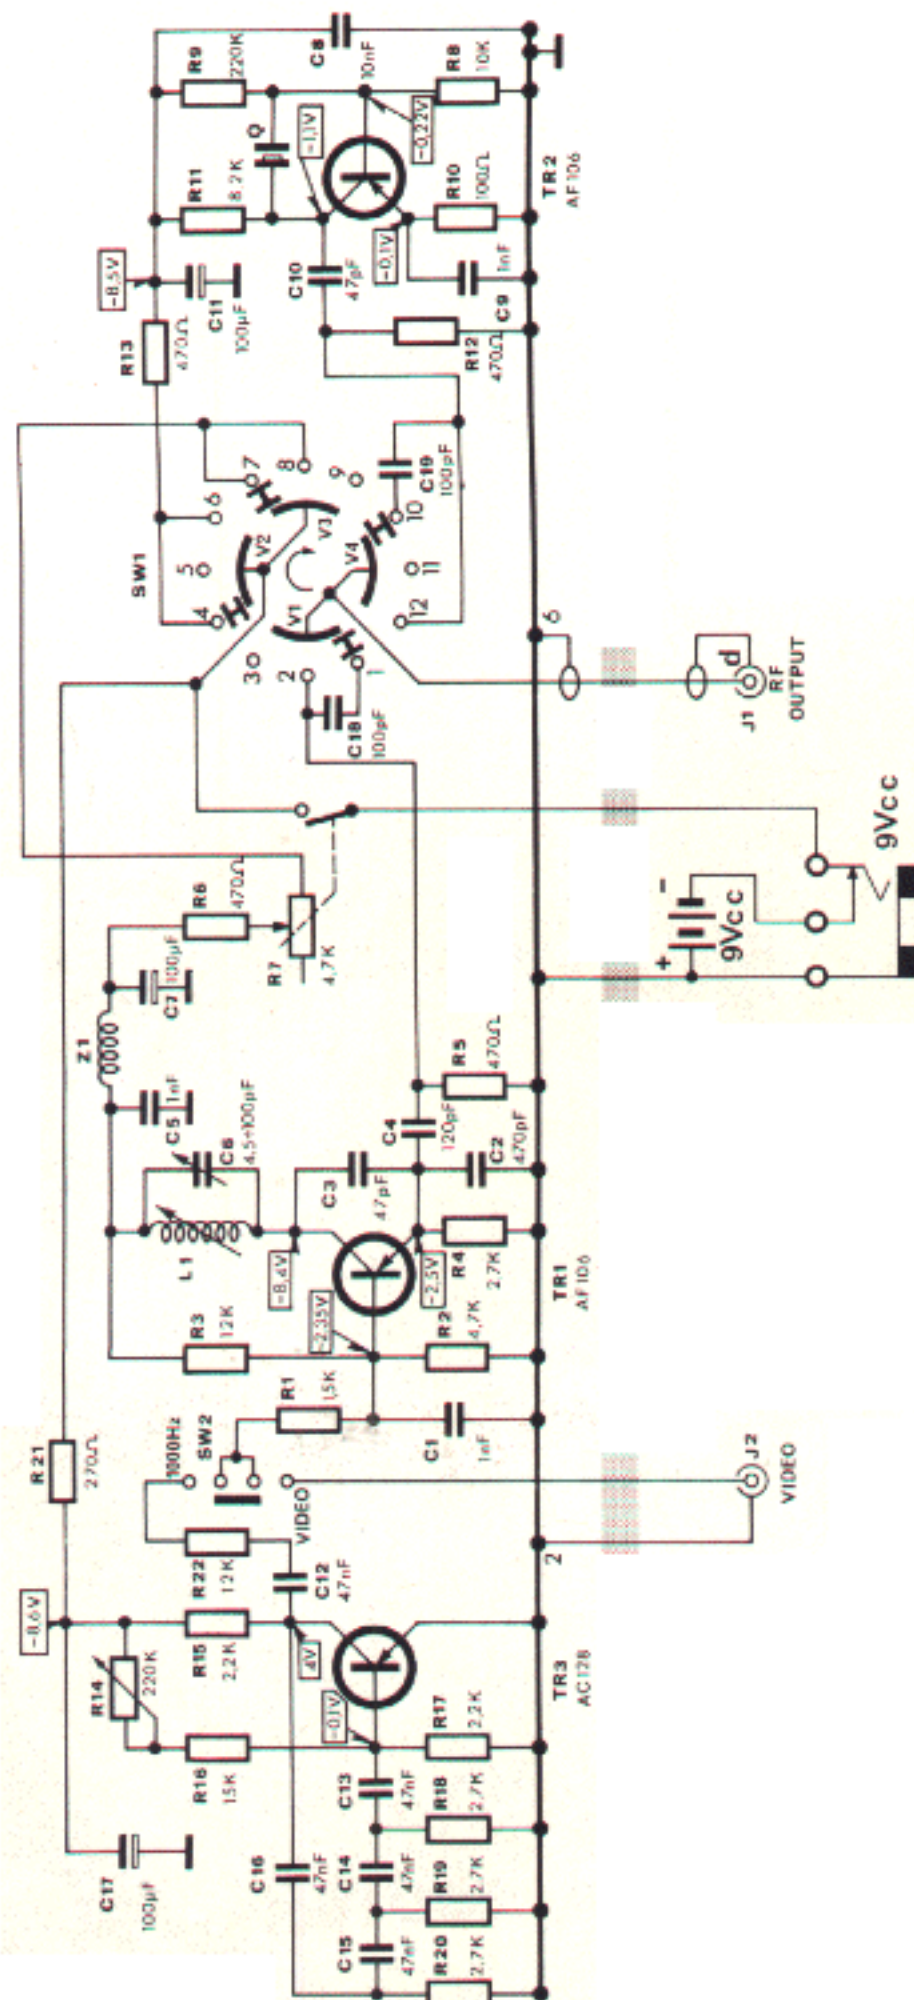 C17
100µF
-8.6V
R14
220K
R16
15K
R15
2,2K
R22
12K
1000Hz
SW2
VIDEO
C12
47nF
C16
47nF
C15
47nF
C14
47nF
C13
47nF
-0,1V
4V
R20
2.7K
R19
2.7K
R18
2.7K
R17
2,2K
TR3
AC128
R21
270Ω
2
J2
VIDEO
R1
1,5K
C1
1nF
R3
12K
-2,35V
R2
4,7K
L1
-8,4V
C6
4,5÷100µF
C3
47pF
-2,5V
R4
2.7K
TR1
AF106
C5
1nF
Z1
C7
100µF
R6
470Ω
R7
4,7K
C4
120pF
C2
470pF
R5
470Ω
+
-
9Vcc
9Vcc
SW1
1
2
3
4
5
6
7
8
9
10
11
12
V1
V2
V3
V4
C18
100pF
C19
100pF
6
d
J1
RF
OUTPUT
R13
470Ω
-8,5V
C11
100µF
R11
8.2K
R9
220K
Q
C8
10nF
-1,1V
C10
47pF
-0,1V
-0,22V
R12
470Ω
C9
1nF
R10
100Ω
R8
10K
TR2
AF106